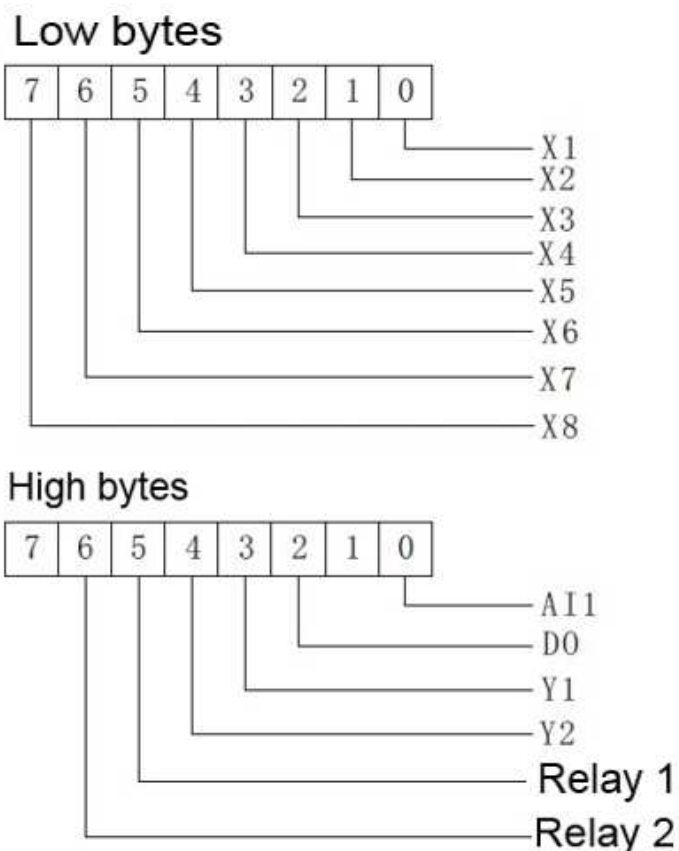 Low bytes
7 6 5 4 3 2 1 0
X1
X2
X3
X4
X5
X6
X7
X8
High bytes
7 6 5 4 3 2 1 0
AI1
DO
Y1
Y2
Relay 1
Relay 2